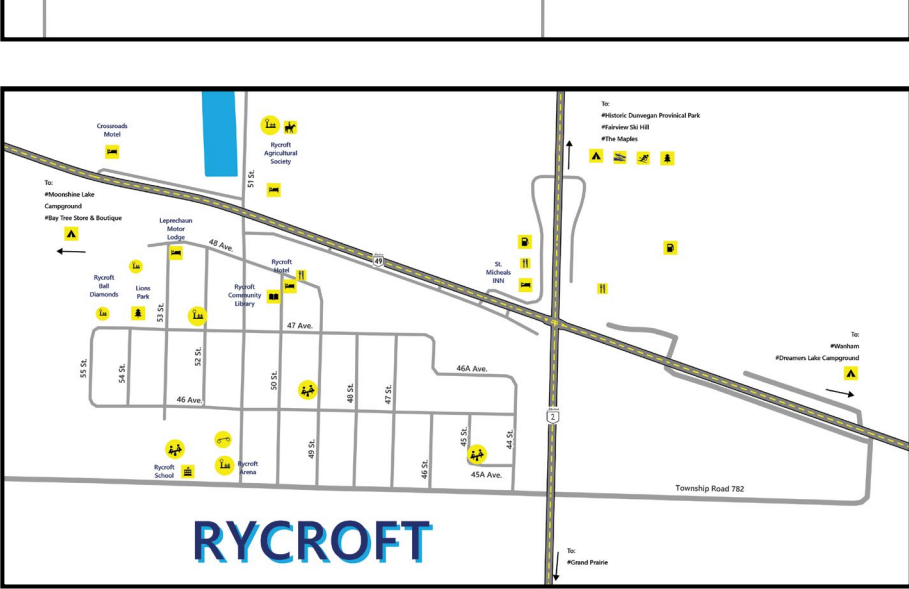 To:
#Historic Dunvegan Provinical Park
#Fairview Ski Hill
#The Maples
Crossroads
Motel
Rycroft
Agricultural
Society
51 St.
To:
#Moonshine Lake
Campground
#Bay Tree Store & Boutique
Leprechaun
Motor
Lodge
48 Ave.
49
St.
Micheals
INN
Rycroft
Hotel
Rycroft
Community
Library
Rycroft
Ball
Diamonds
Lions
Park
53 St.
47 Ave.
To:
#Wanham
#Dreamers Lake Campground
55 St.
54 St.
52 St.
50 St.
48 St.
47 St.
46A Ave.
46 Ave.
2
49 St.
46 St.
45 St.
44 St.
45A Ave.
Rycroft
School
Rycroft
Arena
Township Road 782
RYCROFT
To:
#Grand Prairie